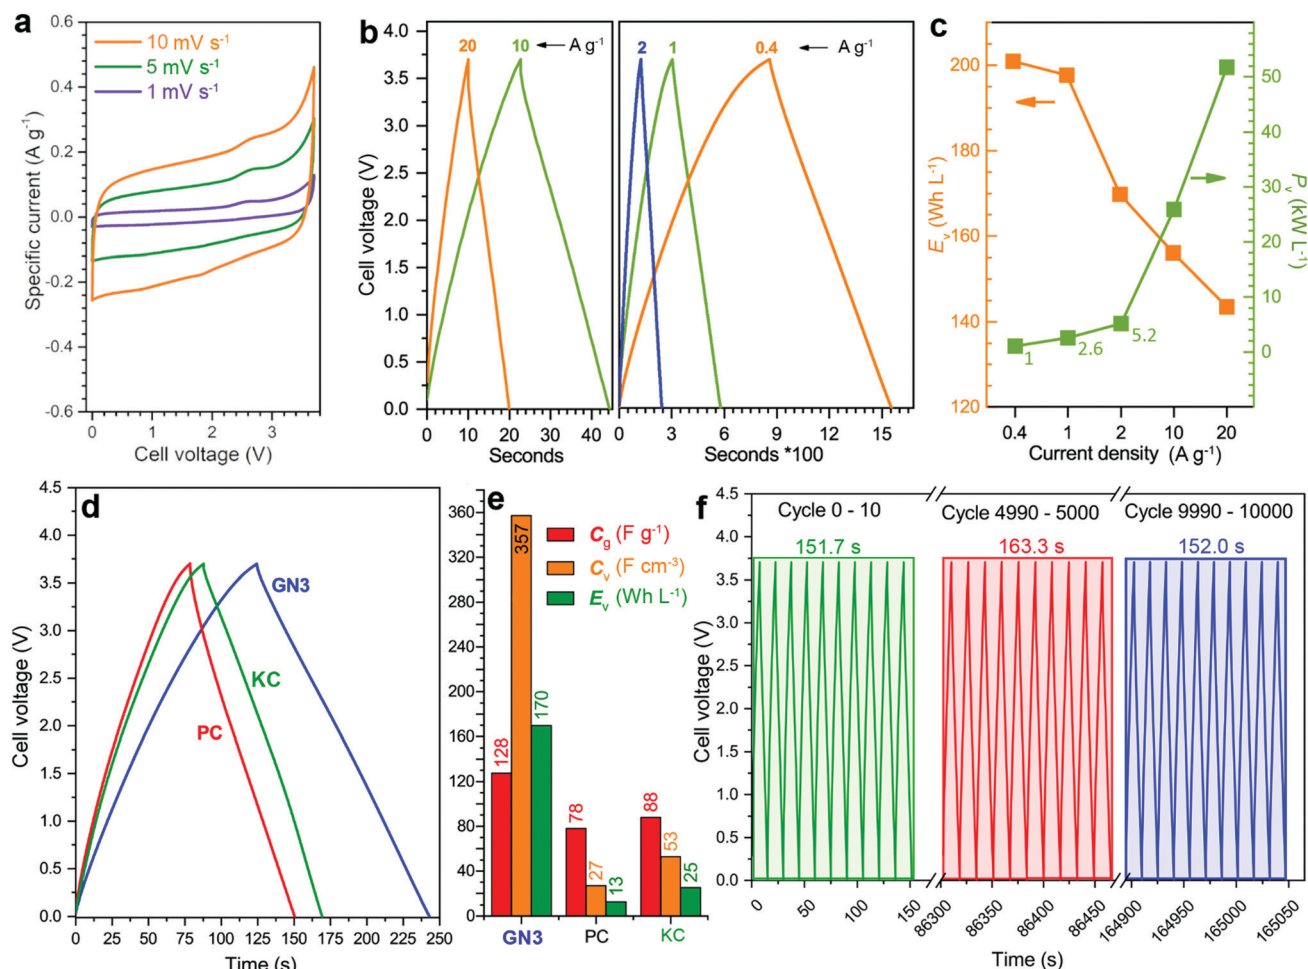 a
0.6
0.4
0.2
0.0
-0.2
-0.4
-0.6
Specific current (A g⁻¹)
10 mV s⁻¹
5 mV s⁻¹
1 mV s⁻¹
0 1 2 3
Cell voltage (V)
b
4.0
3.5
3.0
2.5
2.0
1.5
1.0
0.5
0.0
Cell voltage (V)
20 10 A g⁻¹
0 10 20 30 40
Seconds
2 1 0.4 A g⁻¹
0 3 6 9 12 15
Seconds *100
c
200
180
160
140
120
Eᵥ (Wh L⁻¹)
1
2.6
5.2
50
40
30
20
10
0
Pᵥ (kW L⁻¹)
0.4 1 2 10 20
Current density (A g⁻¹)
d
4.5
4.0
3.5
3.0
2.5
2.0
1.5
1.0
0.5
0.0
Cell voltage (V)
GN3
KC
PC
0 25 50 75 100 125 150 175 200 225 250
Time (s)
e
360
320
280
240
200
160
120
80
40
0
C_g (F g⁻¹)
Cᵥ (F cm⁻³)
Eᵥ (Wh L⁻¹)
128
357
170
78
27
13
88
53
25
GN3 PC KC
f
4.5
4.0
3.5
3.0
2.5
2.0
1.5
1.0
0.5
0.0
Cell voltage (V)
Cycle 0 - 10
151.7 s
Cycle 4990 - 5000
163.3 s
Cycle 9990 - 10000
152.0 s
0 50 100 150
86300 86350 86400 86450
164900 164950 165000 165050
Time (s)